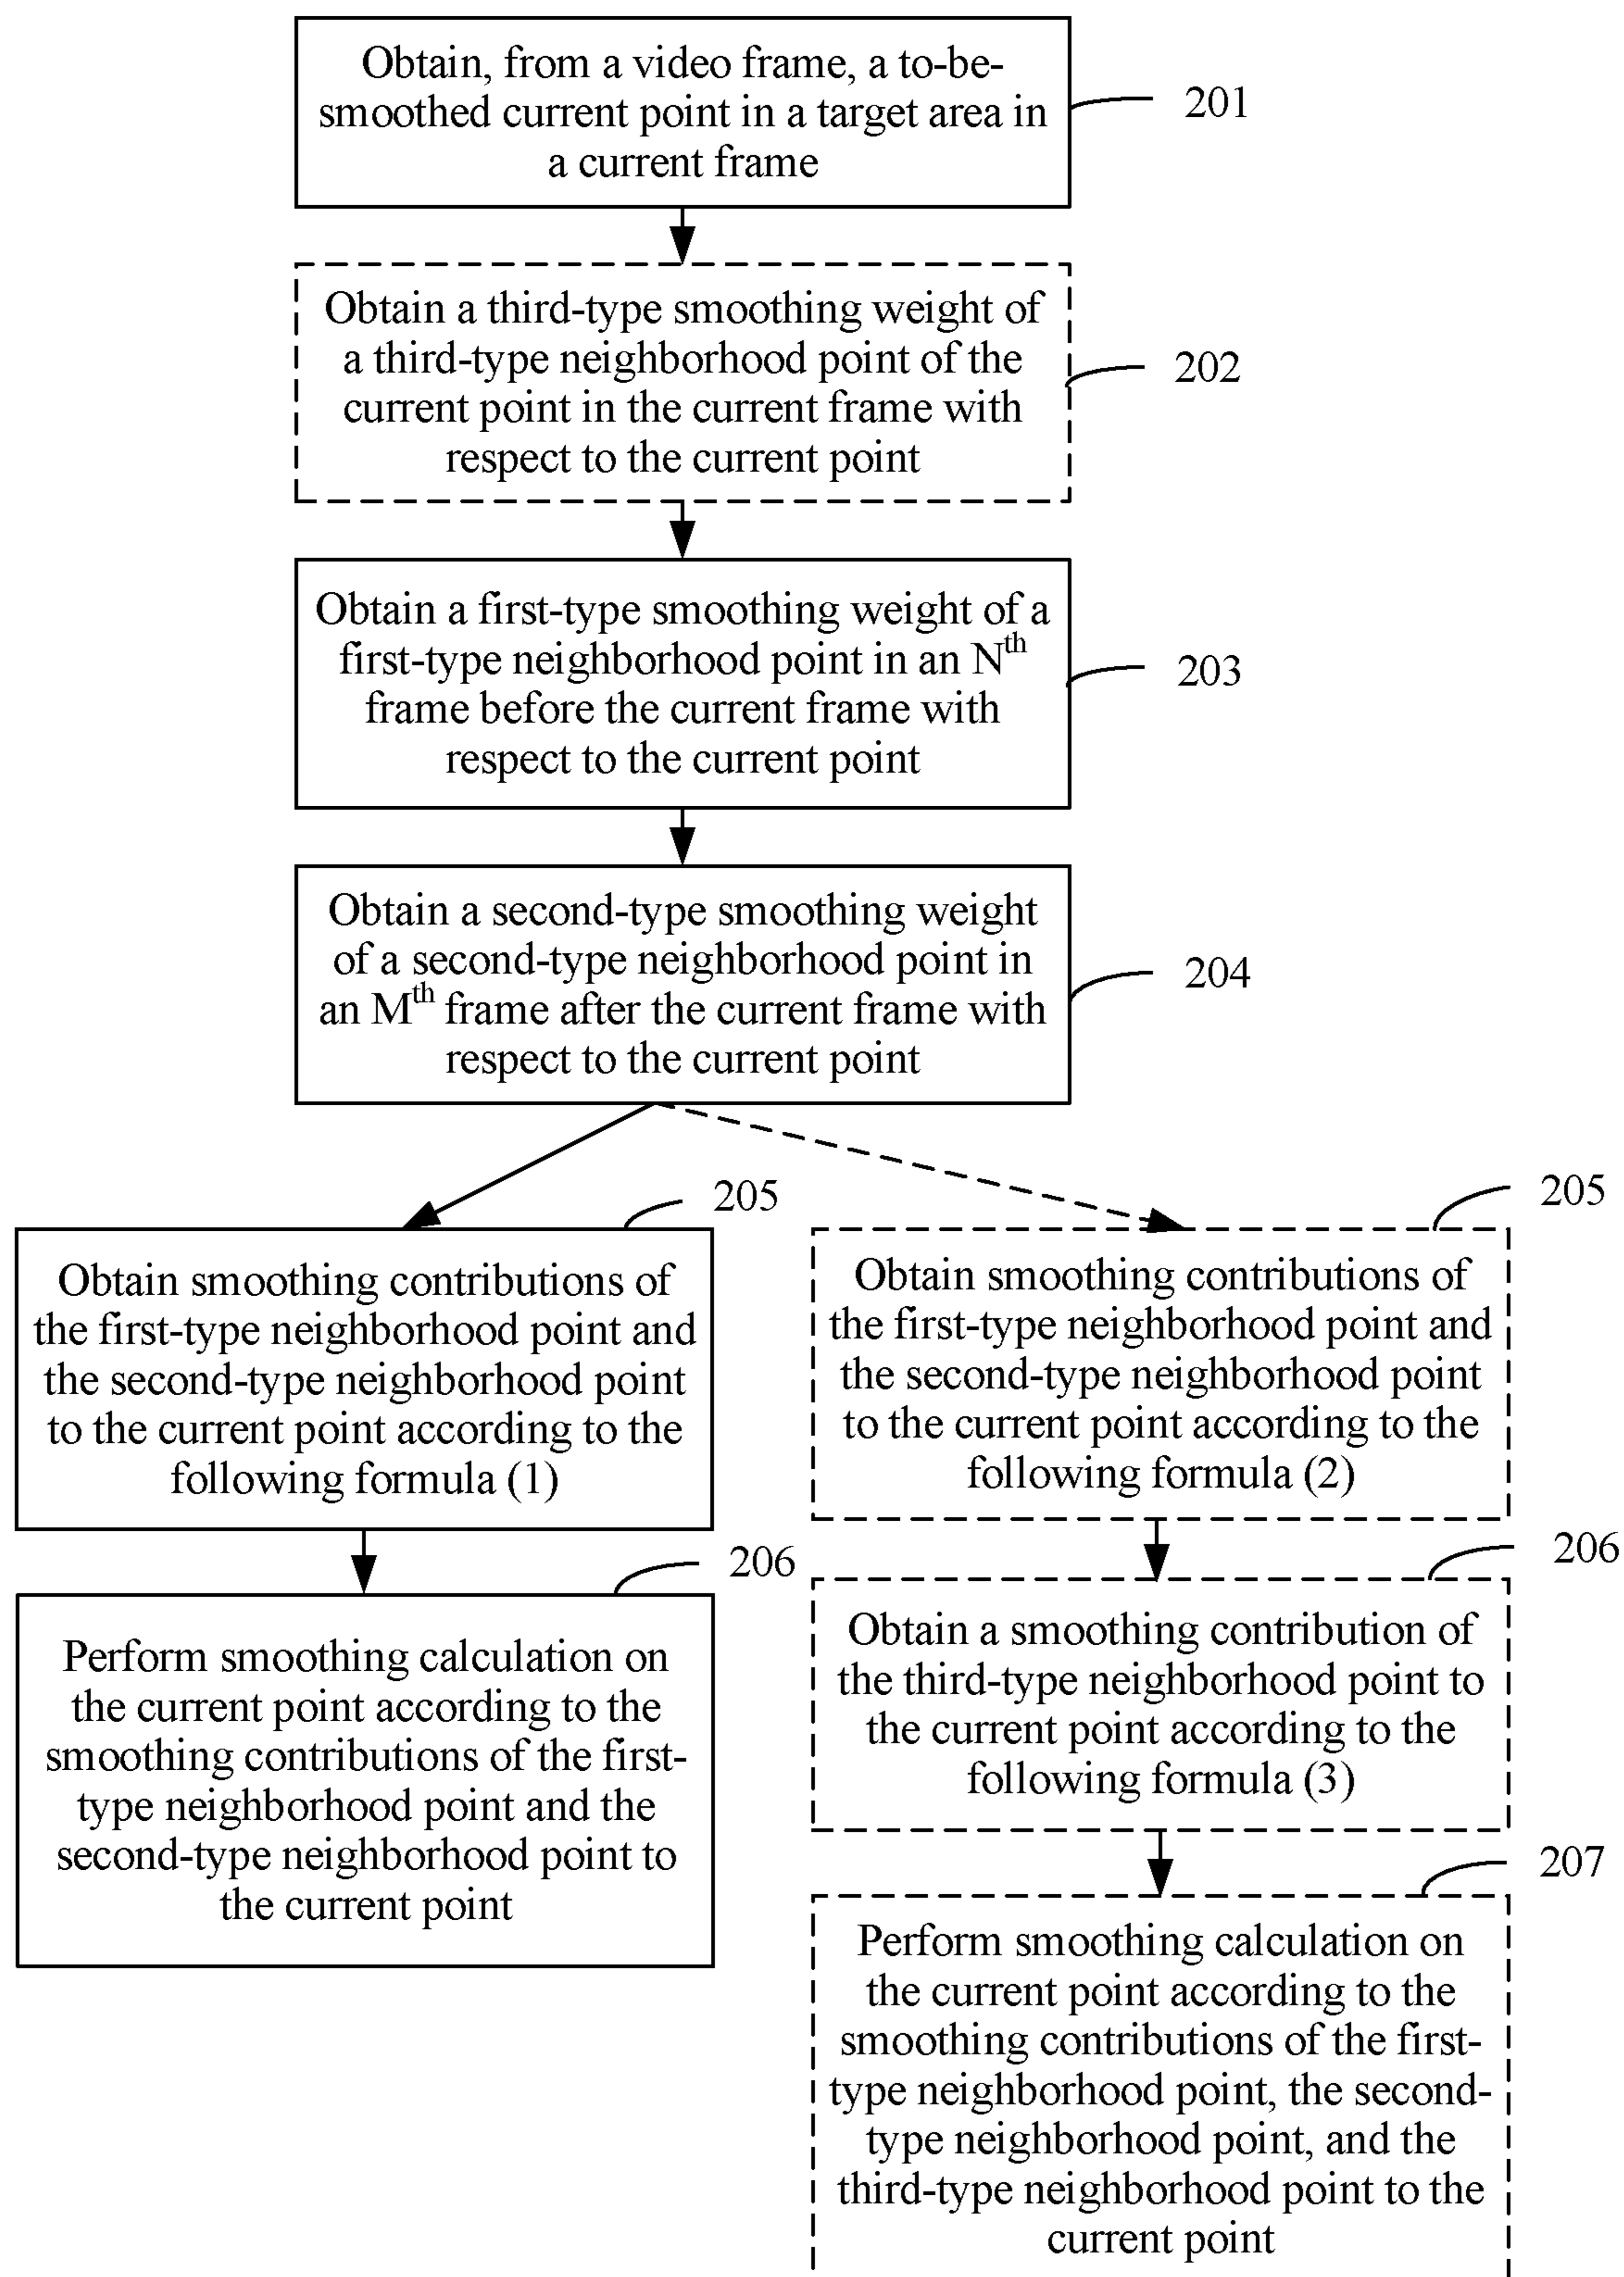 Obtain, from a video frame, a to-be-
smoothed current point in a target area in
a current frame
201
Obtain a third-type smoothing weight of
a third-type neighborhood point of the
current point in the current frame with
respect to the current point
202
Obtain a first-type smoothing weight of a
first-type neighborhood point in an Nth
frame before the current frame with
respect to the current point
203
Obtain a second-type smoothing weight
of a second-type neighborhood point in
an Mth frame after the current frame with
respect to the current point
204
205
Obtain smoothing contributions of
the first-type neighborhood point and
the second-type neighborhood point
to the current point according to the
following formula (1)
206
Perform smoothing calculation on
the current point according to the
smoothing contributions of the first-
type neighborhood point and the
second-type neighborhood point to
the current point
205
Obtain smoothing contributions of
the first-type neighborhood point and
the second-type neighborhood point
to the current point according to the
following formula (2)
206
Obtain a smoothing contribution of
the third-type neighborhood point to
the current point according to the
following formula (3)
207
Perform smoothing calculation on
the current point according to the
smoothing contributions of the first-
type neighborhood point, the second-
type neighborhood point, and the
third-type neighborhood point to the
current point